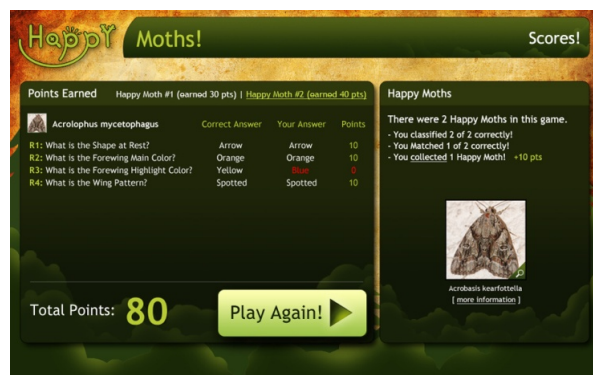 Happy Moths! Scores!
Points Earned Happy Moth #1 (earned 30 pts) | Happy Moth #2 (earned 40 pts)
Acrolophus mycetophagus Correct Answer Your Answer Points
R1: What is the Shape at Rest? Arrow Arrow 10
R2: What is the Forewing Main Color? Orange Orange 10
R3: What is the Forewing Highlight Color? Yellow Blue 0
R4: What is the Wing Pattern? Spotted Spotted 10
Total Points: 80
Play Again!
Happy Moths
There were 2 Happy Moths in this game.
- You classified 2 of 2 correctly!
- You Matched 1 of 2 correctly!
- You collected 1 Happy Moth! +10 pts
Acrobasis kearfottella
[ more information ]